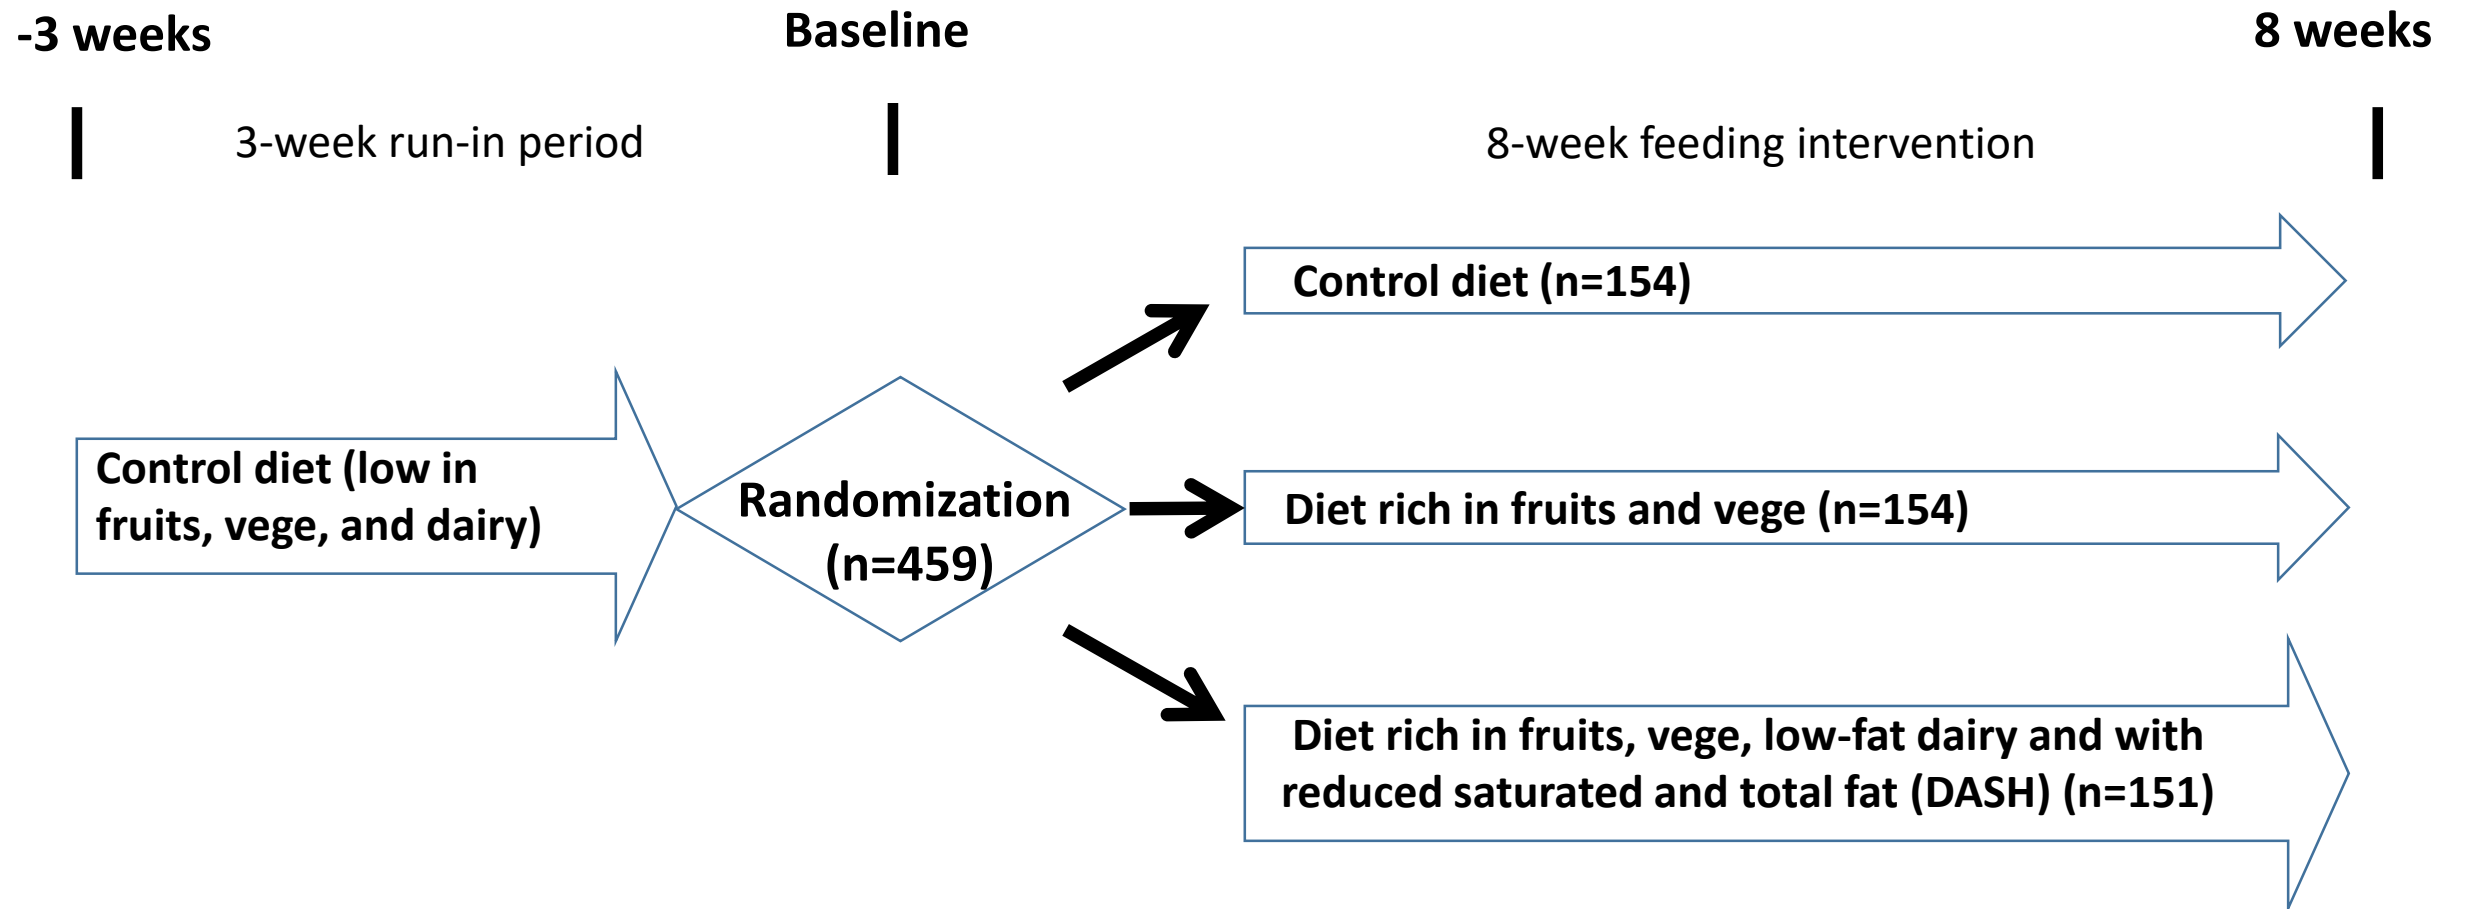 -3 weeks
Baseline
8 weeks
3-week run-in period
8-week feeding intervention
Control diet (n=154)
Control diet (low in
fruits, vege, and dairy)
Randomization
(n=459)
Diet rich in fruits and vege (n=154)
Diet rich in fruits, vege, low-fat dairy and with
reduced saturated and total fat (DASH) (n=151)